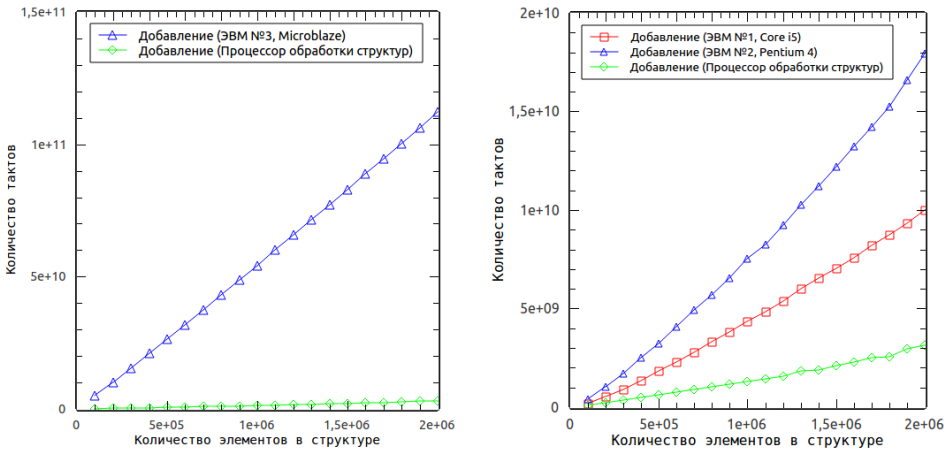 1,5e+11
Добавление (ЭВМ №3, Microblaze)
Добавление (Процессор обработки структур)
1e+11
5e+10
0
0
5e+05
1e+06
1,5e+06
2e+06
Количество тактов
Количество элементов в структуре
2e+10
Добавление (ЭВМ №1, Core i5)
Добавление (ЭВМ №2, Pentium 4)
Добавление (Процессор обработки структур)
1,5e+10
1e+10
5e+09
0
0
5e+05
1e+06
1,5e+06
2e+06
Количество тактов
Количество элементов в структуре